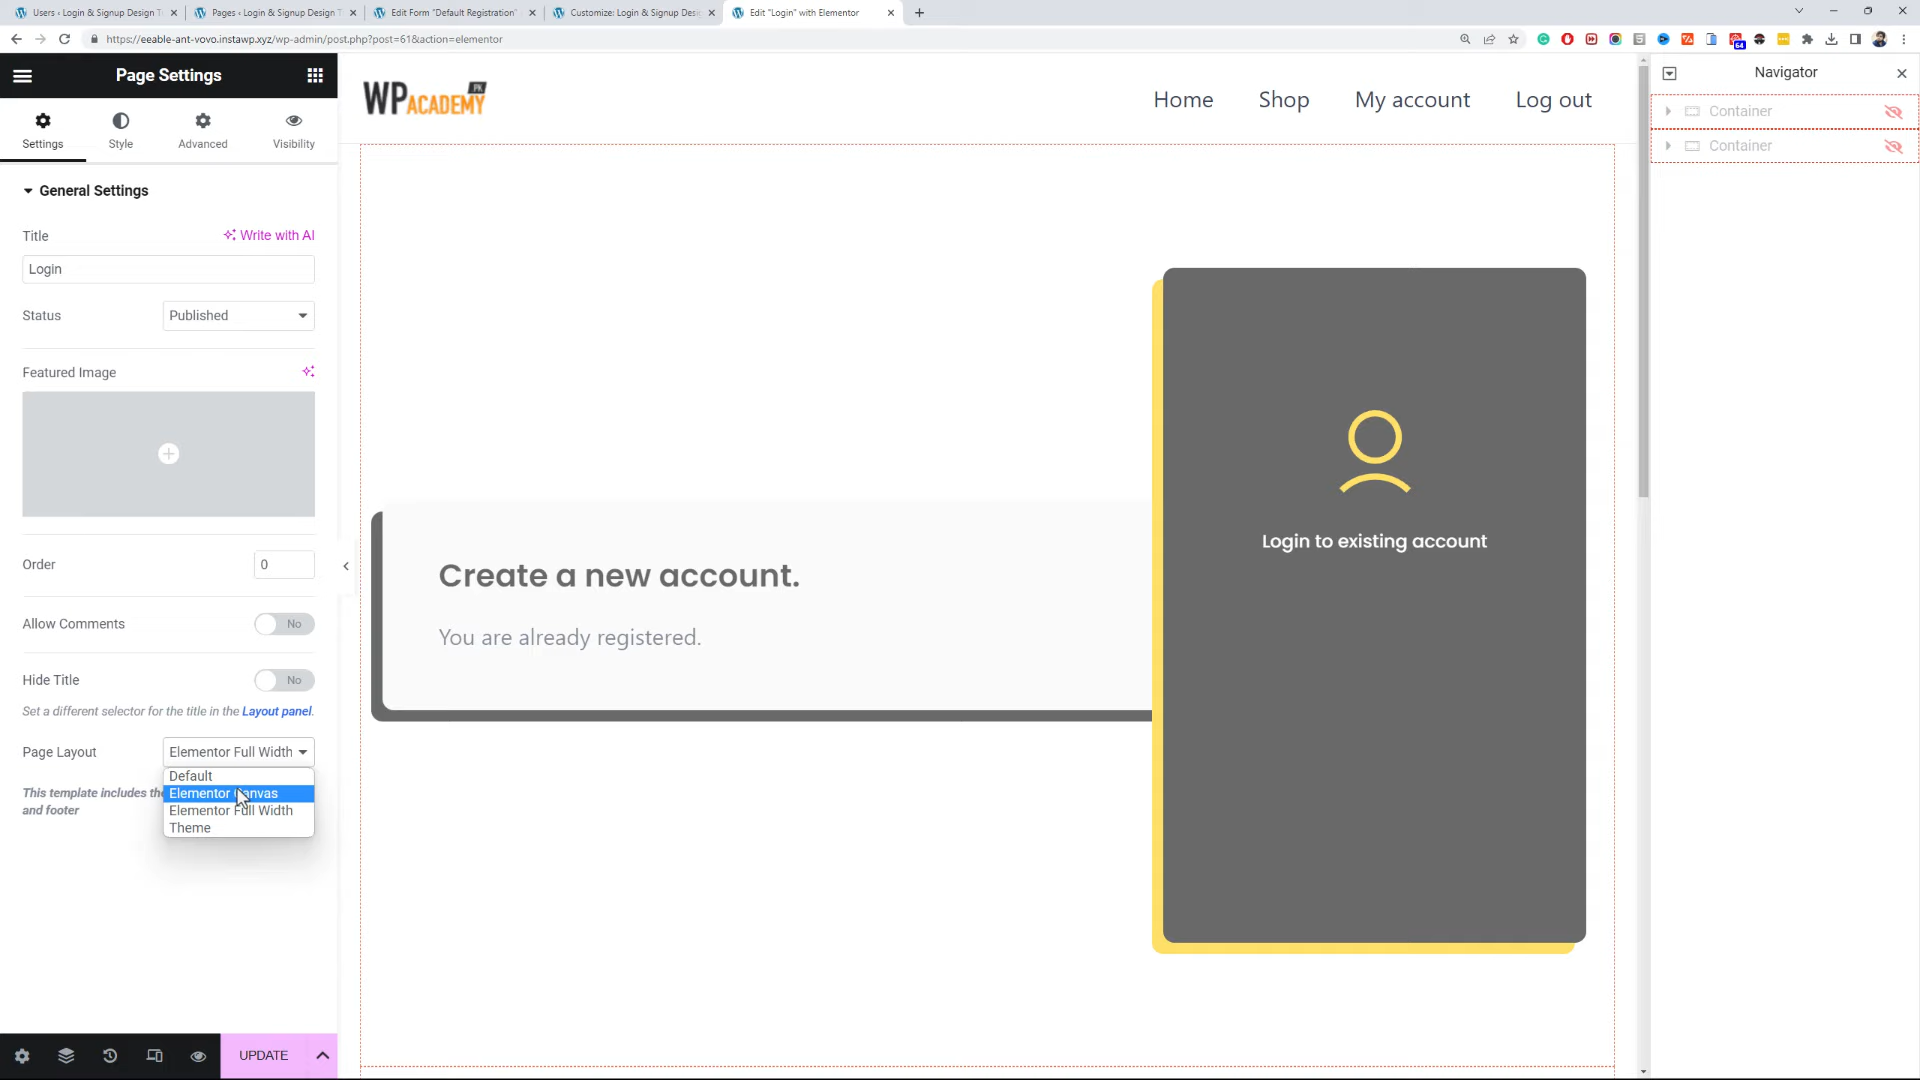 Users ‹ Login & Signup Design T
Pages ‹ Login & Signup Design T
Edit Form "Default Registration"
Customize: Login & Signup Desi
Edit "Login" with Elementor
https://eeable-ant-vovo.instawp.xyz/wp-admin/post.php?post=61&action=elementor
64
Page Settings
Settings
Style
Advanced
Visibility
General Settings
Title
Write with AI
Login
Status
Published
Featured Image
Order
0
Allow Comments
No
Hide Title
No
Set a different selector for the title in the Layout panel.
Page Layout
Elementor Full Width
Default
Elementor Canvas
Elementor Full Width
Theme
This template includes the
and footer
UPDATE
WPACADEMY
PK
Home
Shop
My account
Log out
Create a new account.
You are already registered.
Login to existing account
Navigator
Container
Container